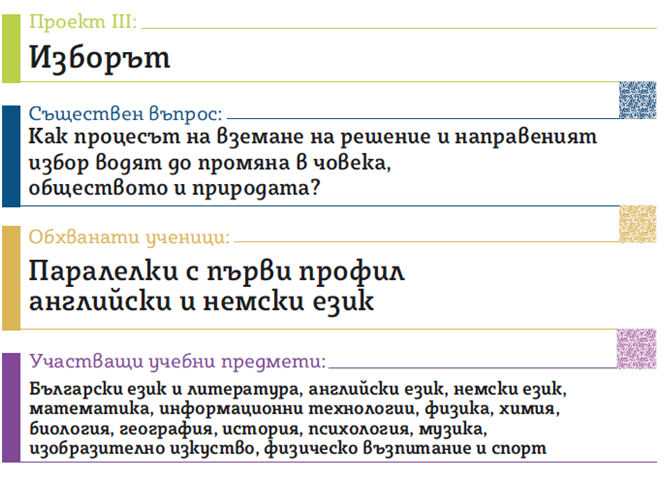 Проект III:
Изборът
Съществен въпрос:
Как процесът на вземане на решение и направеният
избор водят до промяна в човека,
обществото и природата?
Обхванати ученици:
Паралелки с първи профил
английски и немски език
Участващи учебни предмети:
Български език и литература, английски език, немски език,
математика, информационни технологии, физика, химия,
биология, география, история, психология, музика,
изобразително изкуство, физическо възпитание и спорт